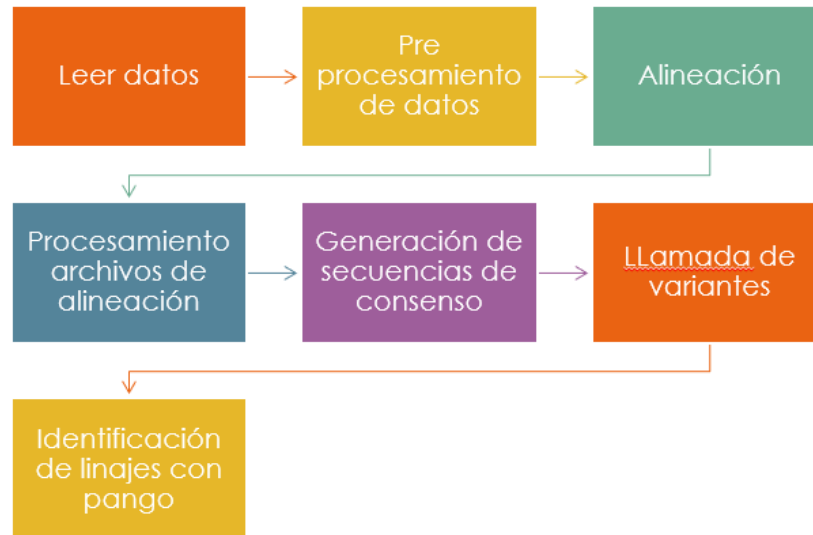 Leer datos
Pre
procesamiento
de datos
Alineación
Procesamiento
archivos de
alineación
Generación de
secuencias de
consenso
LLamada de
variantes
Identificación
de linajes con
pango